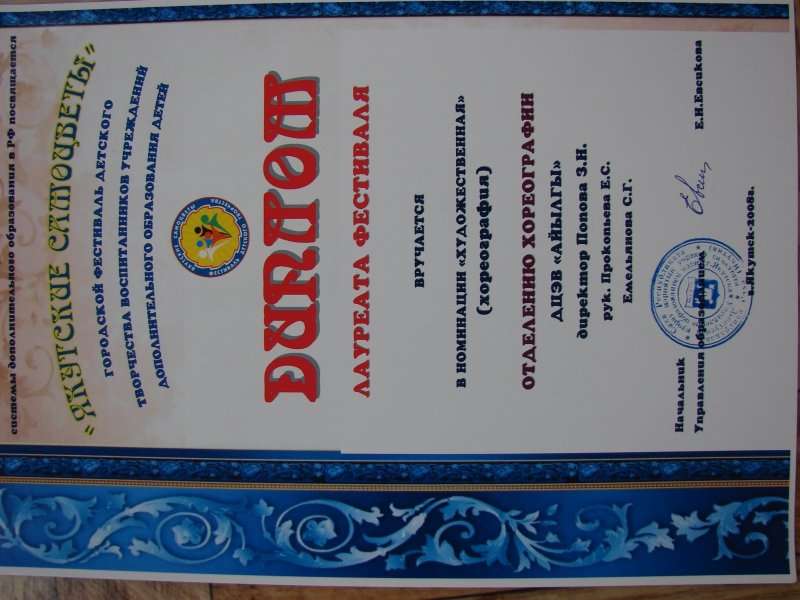 системы дополнительного образования в РФ посвящается
"ЯКУТСКИЕ САМОЦВЕТЫ"
ГОРОДСКОЙ ФЕСТИВАЛЬ ДЕТСКОГО
ТВОРЧЕСТВА ВОСПИТАННИКОВ УЧРЕЖДЕНИЙ
ДОПОЛНИТЕЛЬНОГО ОБРАЗОВАНИЯ ДЕТЕЙ
ДИПЛОМ
ЛАУРЕАТА ФЕСТИВАЛЯ
ВРУЧАЕТСЯ
В НОМИНАЦИИ «ХУДОЖЕСТВЕННАЯ»
(хореография)
ОТДЕЛЕНИЮ ХОРЕОГРАФИИ
ДЦЭВ «АЙЫЛГЫ»
директор Попова З.Н.
рук. Прокопьева Е.С.
Емельянова С.Г.
Начальник
Управления образованием Е.Н.Евсикова
г.Якутск-2008г.